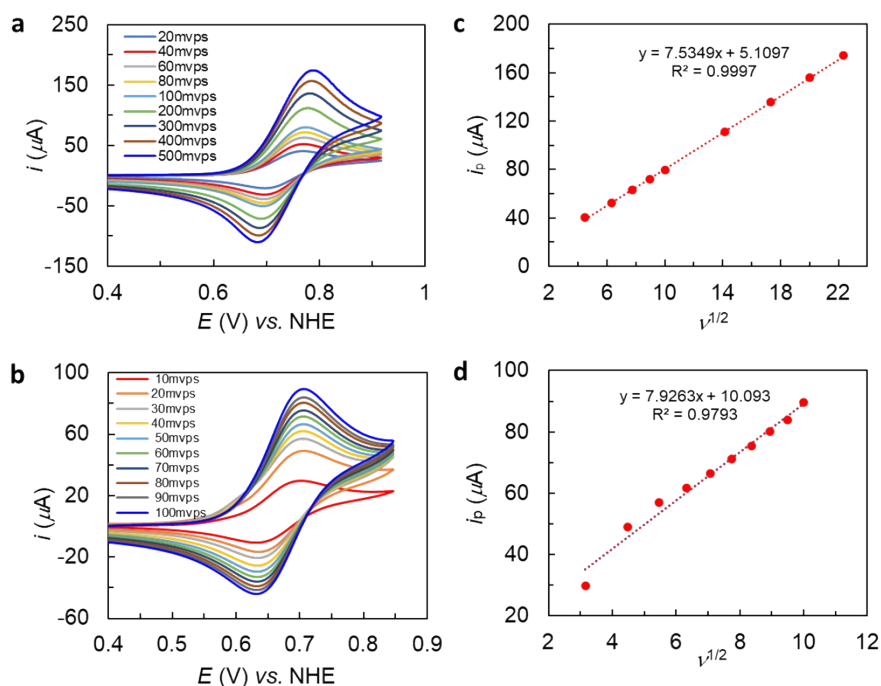 a
250
150
50
-50
-150
i (μA)
20mvps
40mvps
60mvps
80mvps
100mvps
200mvps
300mvps
400mvps
500mvps
0.4
0.6
0.8
1
E (V) vs. NHE
c
200
160
120
80
40
0
iₚ (μA)
y = 7.5349x + 5.1097
R² = 0.9997
2
6
10
14
18
22
ν^1/2
b
100
60
20
-20
-60
i (μA)
10mvps
20mvps
30mvps
40mvps
50mvps
60mvps
70mvps
80mvps
90mvps
100mvps
0.4
0.5
0.6
0.7
0.8
0.9
E (V) vs. NHE
d
100
80
60
40
20
iₚ (μA)
y = 7.9263x + 10.093
R² = 0.9793
2
4
6
8
10
12
ν^1/2